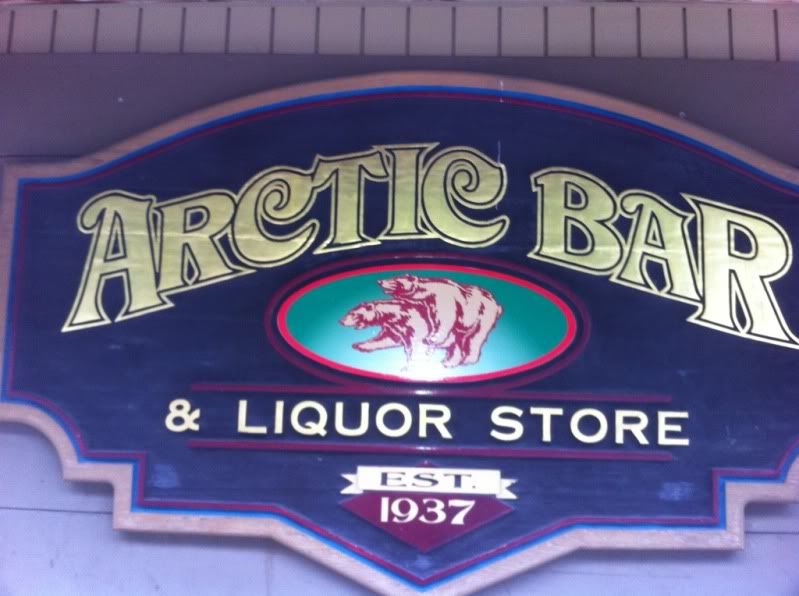 ARCTIC BAR
& LIQUOR STORE
EST.
1937